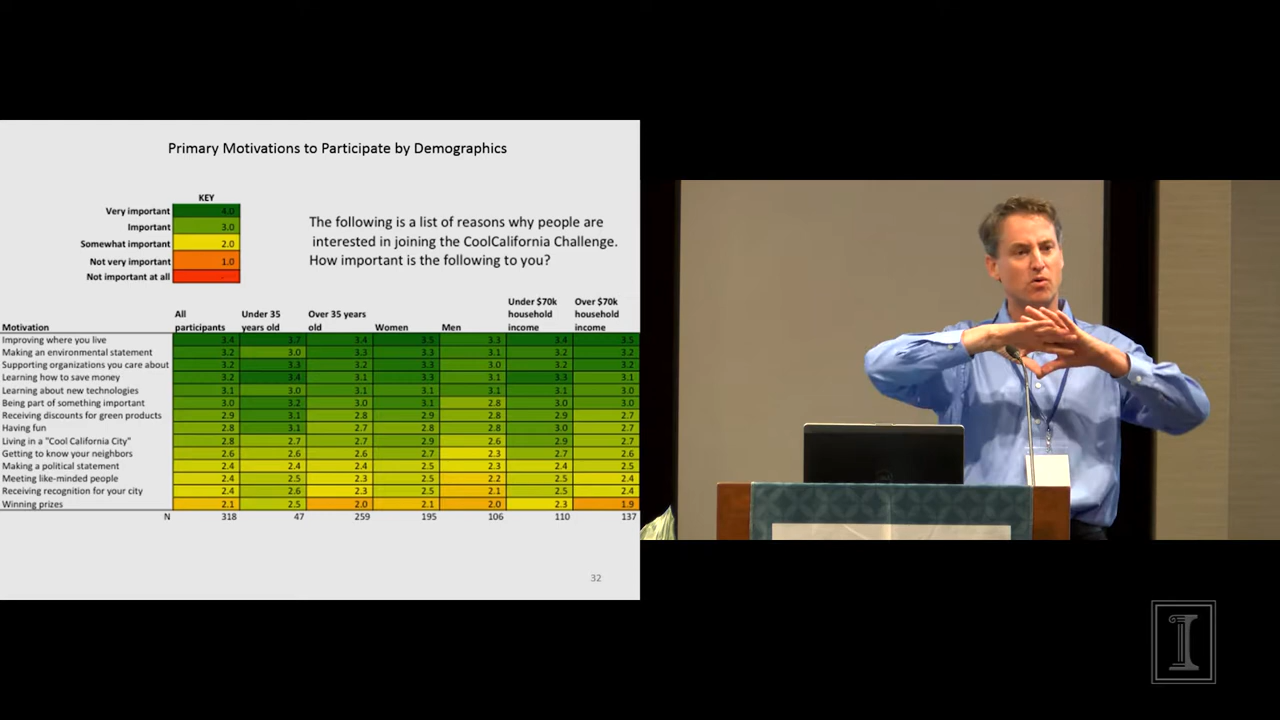 Primary Motivations to Participate by Demographics
KEY
Very important 4.0
Important 3.0
Somewhat important 2.0
Not very important 1.0
Not important at all
The following is a list of reasons why people are
interested in joining the CoolCalifornia Challenge.
How important is the following to you?
Motivation All participants Under 35 years old Over 35 years old Women Men Under $70k household income Over $70k household income
Improving where you live 3.4 3.7 3.4 3.5 3.3 3.4 3.5
Making an environmental statement 3.2 3.0 3.3 3.3 3.1 3.2 3.2
Supporting organizations you care about 3.2 3.3 3.2 3.3 3.0 3.2 3.2
Learning how to save money 3.2 3.4 3.1 3.3 3.1 3.3 3.1
Learning about new technologies 3.1 3.0 3.1 3.1 3.1 3.1 3.0
Being part of something important 3.0 3.2 3.0 3.1 2.8 3.0 3.0
Receiving discounts for green products 2.9 3.1 2.8 2.9 2.8 2.9 2.7
Having fun 2.8 3.1 2.7 2.8 2.8 3.0 2.7
Living in a "Cool California City" 2.8 2.7 2.7 2.9 2.6 2.9 2.7
Getting to know your neighbors 2.6 2.6 2.6 2.7 2.3 2.7 2.6
Making a political statement 2.4 2.4 2.4 2.5 2.3 2.4 2.5
Meeting like-minded people 2.4 2.5 2.3 2.5 2.2 2.5 2.4
Receiving recognition for your city 2.4 2.6 2.3 2.5 2.1 2.5 2.4
Winning prizes 2.1 2.5 2.0 2.1 2.0 2.3 1.9
N 318 47 259 195 106 110 137
32
I